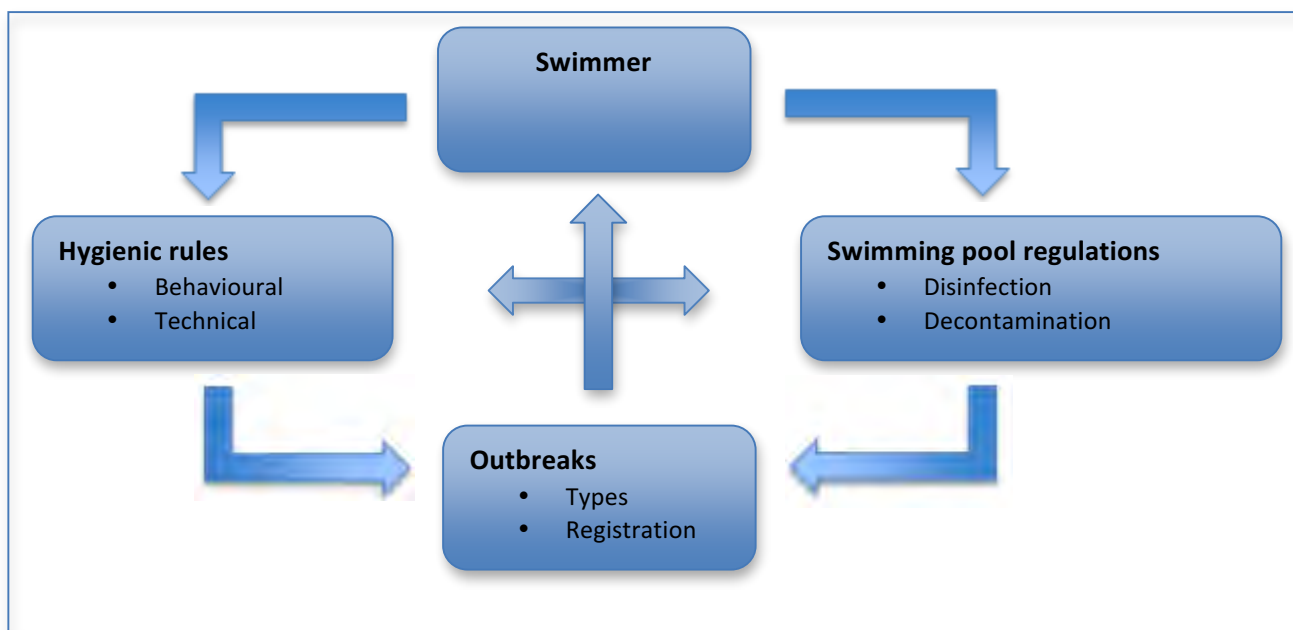 Swimmer
Hygienic rules
• Behavioural
• Technical
Swimming pool regulations
• Disinfection
• Decontamination
Outbreaks
• Types
• Registration